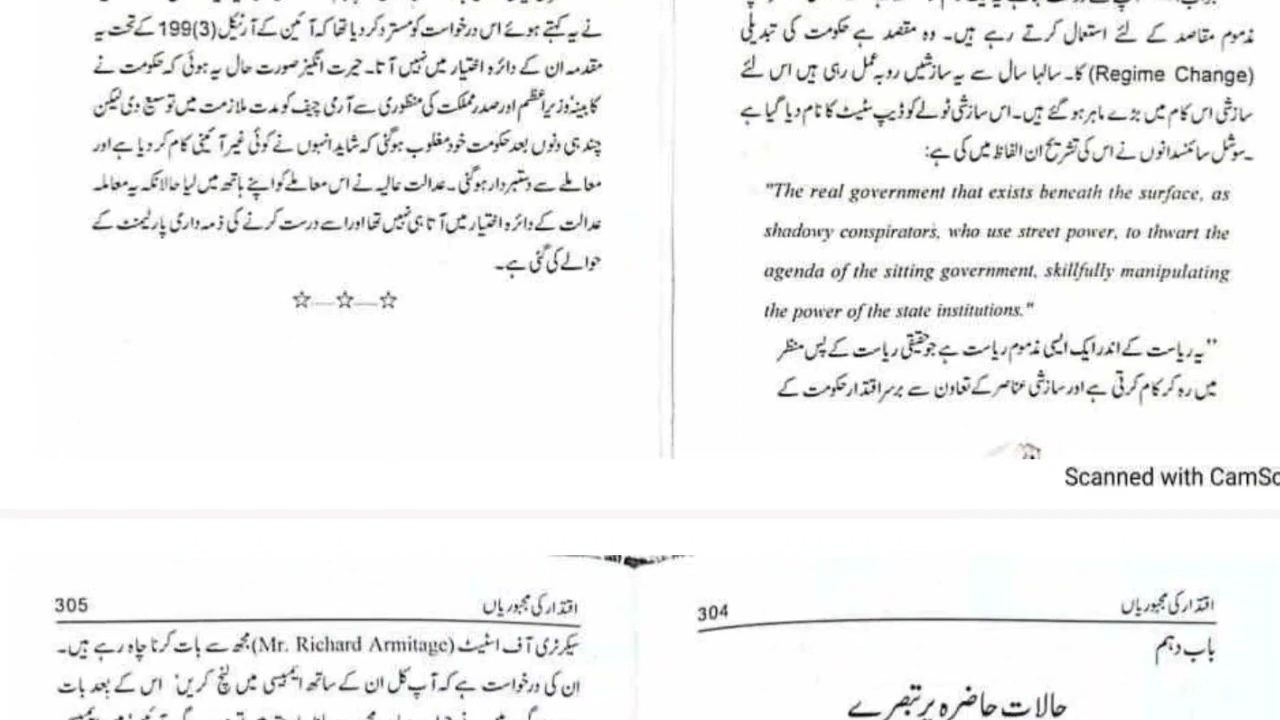 مذموم مقاصد کے لئے استعمال کرتے رہے ہیں۔ وہ مقصد ہے حکومت کی تبدیلی
(Regime Change) کا۔ سالہا سال سے یہ سازشیں روبہ عمل رہی ہیں اس لئے
سازشی اس کام میں بڑے ماہر ہو گئے ہیں۔ اس سازشی ٹولے کو ڈیپ سٹیٹ کا نام دیا گیا ہے
۔سوشل سائنسدانوں نے اس کی تشریح ان الفاظ میں کی ہے:
"The real government that exists beneath the surface, as
shadowy conspirators, who use street power, to thwart the
agenda of the sitting government, skillfully manipulating
the power of the state institutions."
"یہ ریاست کے اندر ایک ایسی مذموم ریاست ہے جو حقیقی ریاست کے پس منظر
میں رہ کر کام کرتی ہے اور سازشی عناصر کے تعاون سے برسراقتدار حکومت کے
نے یہ کہتے ہوئے اس درخواست کو مسترد کر دیا تھا کہ آئین کے آرٹیکل 199(3) کے تحت یہ
مقدمہ ان کے دائرہ اختیار میں نہیں آتا۔ حیرت انگیز صورت حال یہ ہوئی کہ حکومت نے
کابینہ وزیراعظم اور صدر مملکت کی منظوری سے آرمی چیف کو مدت ملازمت میں توسیع دی لیکن
چند ہی دنوں بعد حکومت خود مغلوب ہوگئی کہ شاید انہوں نے کوئی غیر آئینی کام کر دیا ہے اور
معاملے سے دستبردار ہوگئی۔ عدالت عالیہ نے اس معاملے کو اپنے ہاتھ میں لیا حالانکہ یہ معاملہ
عدالت کے دائرہ اختیار میں آتا ہی نہیں تھا اور اسے درست کرنے کی ذمہ داری پارلیمنٹ کے
حوالے کی گئی ہے۔
☆----☆----☆
Scanned with CamSc
304 اقتدار کی مجبوریاں
باب دہم
حالات حاضرہ پر تبصرے
305 اقتدار کی مجبوریاں
سیکرٹری آف اسٹیٹ (Mr. Richard Armitage) مجھ سے بات کرنا چاہ رہے ہیں۔
ان کی درخواست ہے کہ آپ کل ان کے ساتھ ایمبیسی میں لنچ کریں' اس کے بعد بات